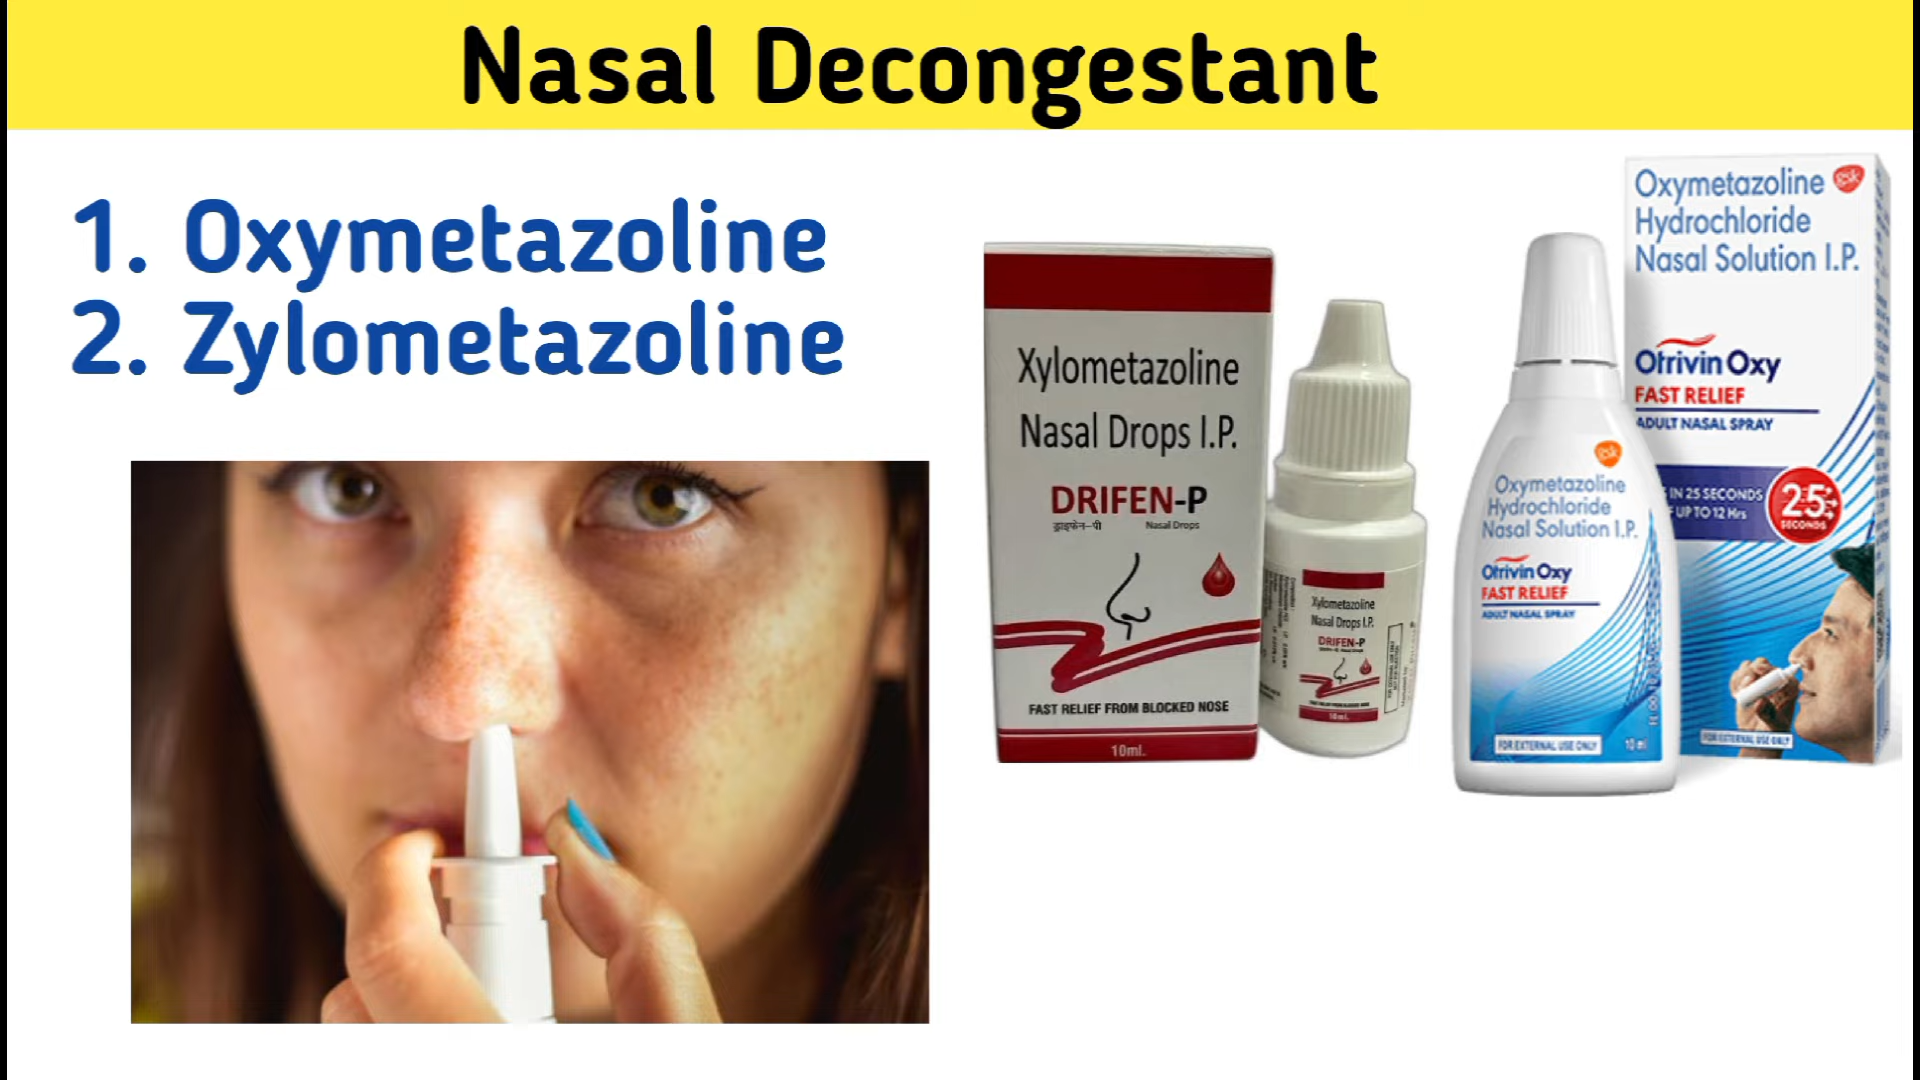 Nasal Decongestant
1. Oxymetazoline
2. Zylometazoline
Xylometazoline
Nasal Drops I.P.
DRIFEN-P
ड्राइफेन-पी Nasal Drops
FAST RELIEF FROM BLOCKED NOSE
10ml.
Xylometazoline
Nasal Drops I.P.
DRIFEN-P
10ml.
Oxymetazoline gsk
Hydrochloride
Nasal Solution I.P.
Otrivin Oxy
FAST RELIEF
ADULT NASAL SPRAY
IN 25 SECONDS
UP TO 12 Hrs
25
SECONDS
FOR EXTERNAL USE ONLY
gsk
Oxymetazoline
Hydrochloride
Nasal Solution I.P.
Otrivin Oxy
FAST RELIEF
ADULT NASAL SPRAY
FOR EXTERNAL USE ONLY 10 ml